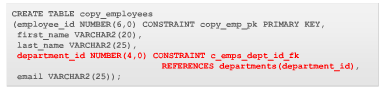 CREATE TABLE copy_employees
(employee_id NUMBER(6,0) CONSTRAINT copy_emp_pk PRIMARY KEY,
first_name VARCHAR2(20),
last_name VARCHAR2(25),
department_id NUMBER(4,0) CONSTRAINT c_emps_dept_id_fk
REFERENCES departments(department_id),
email VARCHAR2(25));